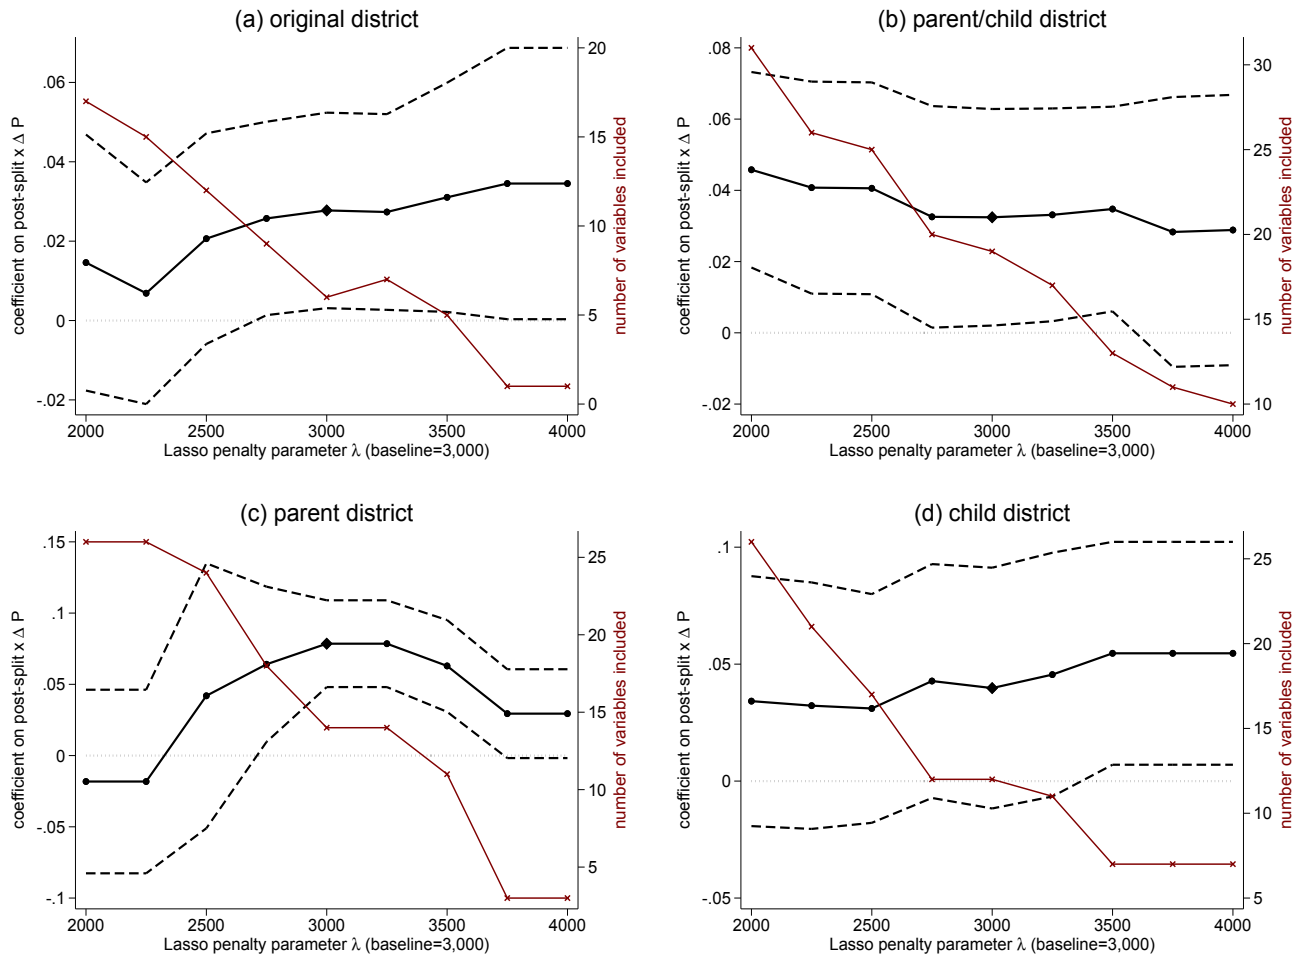 (a) original district
coefficient on post-split x Δ P
.06
.04
.02
0
-.02
20
15
10
5
0
number of variables included
2000 2500 3000 3500 4000
Lasso penalty parameter λ (baseline=3,000)
(b) parent/child district
coefficient on post-split x Δ P
.08
.06
.04
.02
0
-.02
30
25
20
15
10
number of variables included
2000 2500 3000 3500 4000
Lasso penalty parameter λ (baseline=3,000)
(c) parent district
coefficient on post-split x Δ P
.15
.1
.05
0
-.05
-.1
25
20
15
10
5
number of variables included
2000 2500 3000 3500 4000
Lasso penalty parameter λ (baseline=3,000)
(d) child district
coefficient on post-split x Δ P
.1
.05
0
-.05
25
20
15
10
5
number of variables included
2000 2500 3000 3500 4000
Lasso penalty parameter λ (baseline=3,000)